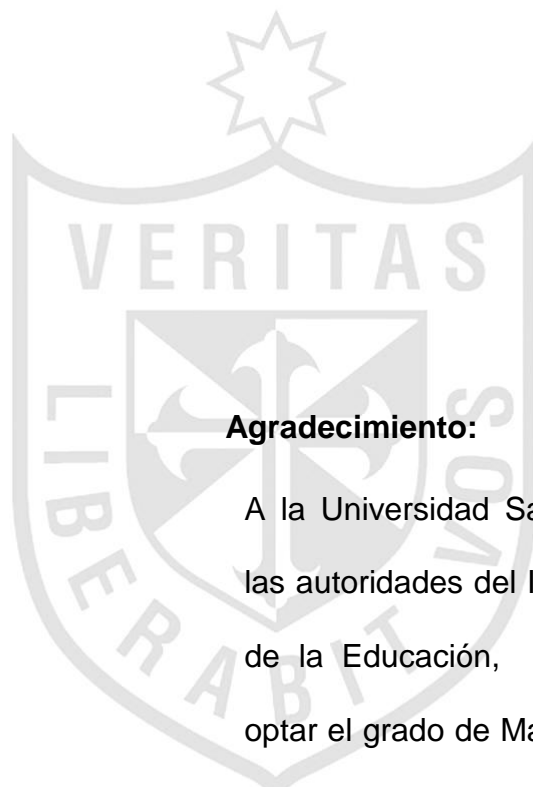 VERITAS
LIBERABIT VOS
Agradecimiento:
A la Universidad Sa
las autoridades del
de la Educación,
optar el grado de Ma